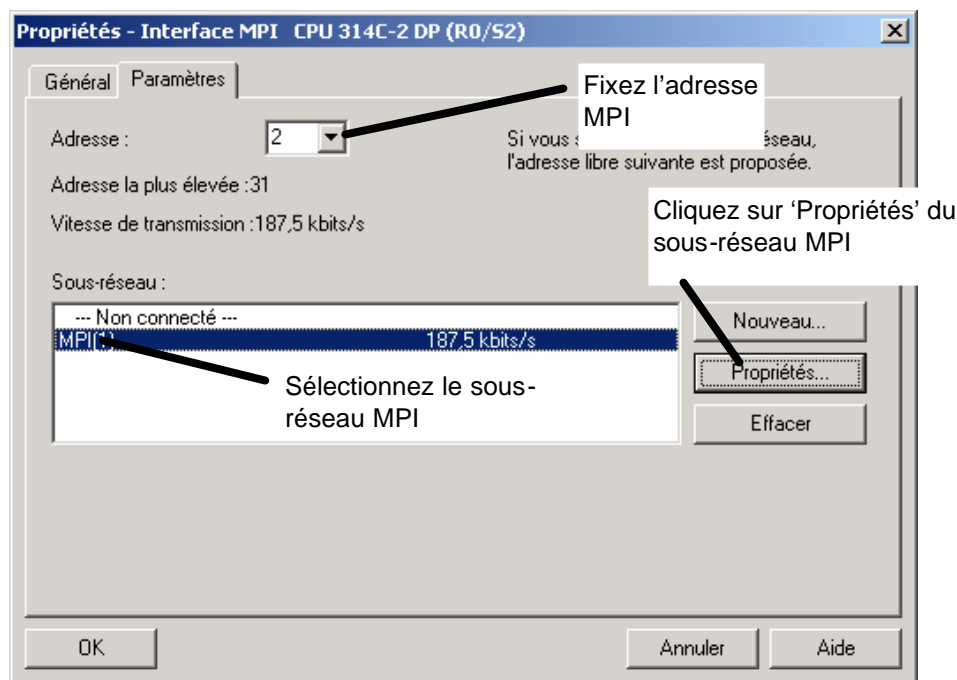 Propriétés - Interface MPI CPU 314C-2 DP (R0/S2)
Général
Paramètres
Fixez l'adresse
MPI
Adresse :
2
Si vous
l'adresse libre suivante est proposée.
Adresse la plus élevée :31
Vitesse de transmission :187,5 kbits/s
Cliquez sur 'Propriétés' du
sous-réseau MPI
Sous-réseau :
--- Non connecté ---
MPI(1) 187,5 kbits/s
Nouveau...
Propriétés...
Effacer
Sélectionnez le sous-
réseau MPI
OK
Annuler
Aide